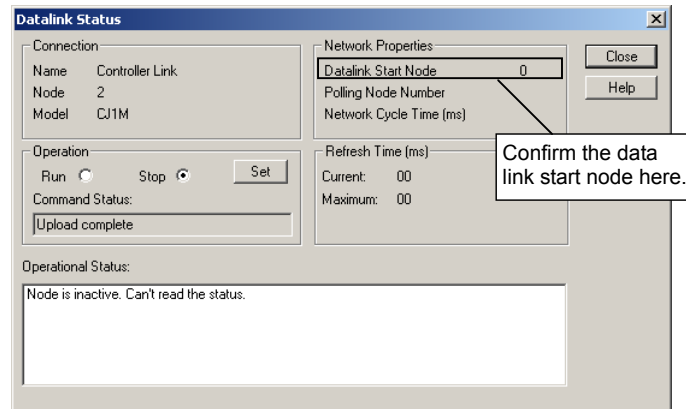 Datalink Status
Connection
Name Controller Link
Node 2
Model CJ1M
Network Properties
Datalink Start Node 0
Polling Node Number
Network Cycle Time (ms)
Close
Help
Operation
Run Stop Set
Command Status:
Upload complete
Refresh Time (ms)
Current: 00
Maximum: 00
Confirm the data
link start node here.
Operational Status:
Node is inactive. Can't read the status.